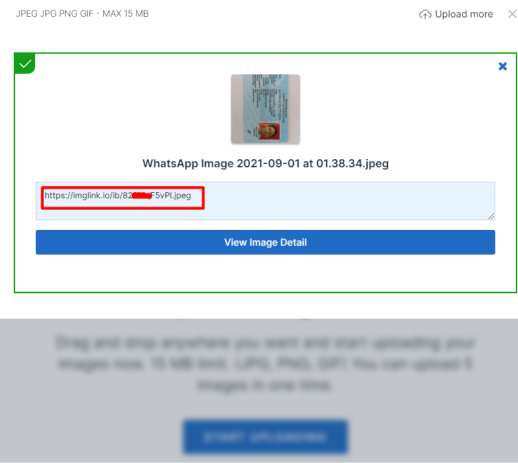 JPEG JPG PNG GIF - MAX 15 MB
Upload more
WhatsApp Image 2021-09-01 at 01.38.34.jpeg
https://imglink.io/ib/82 F5vPI.jpeg
View Image Detail
Drag and drop anywhere you want and start uploading your
images now. 15 MB limit. (JPG, PNG, GIF) You can upload 5
images in one time.
START UPLOADING